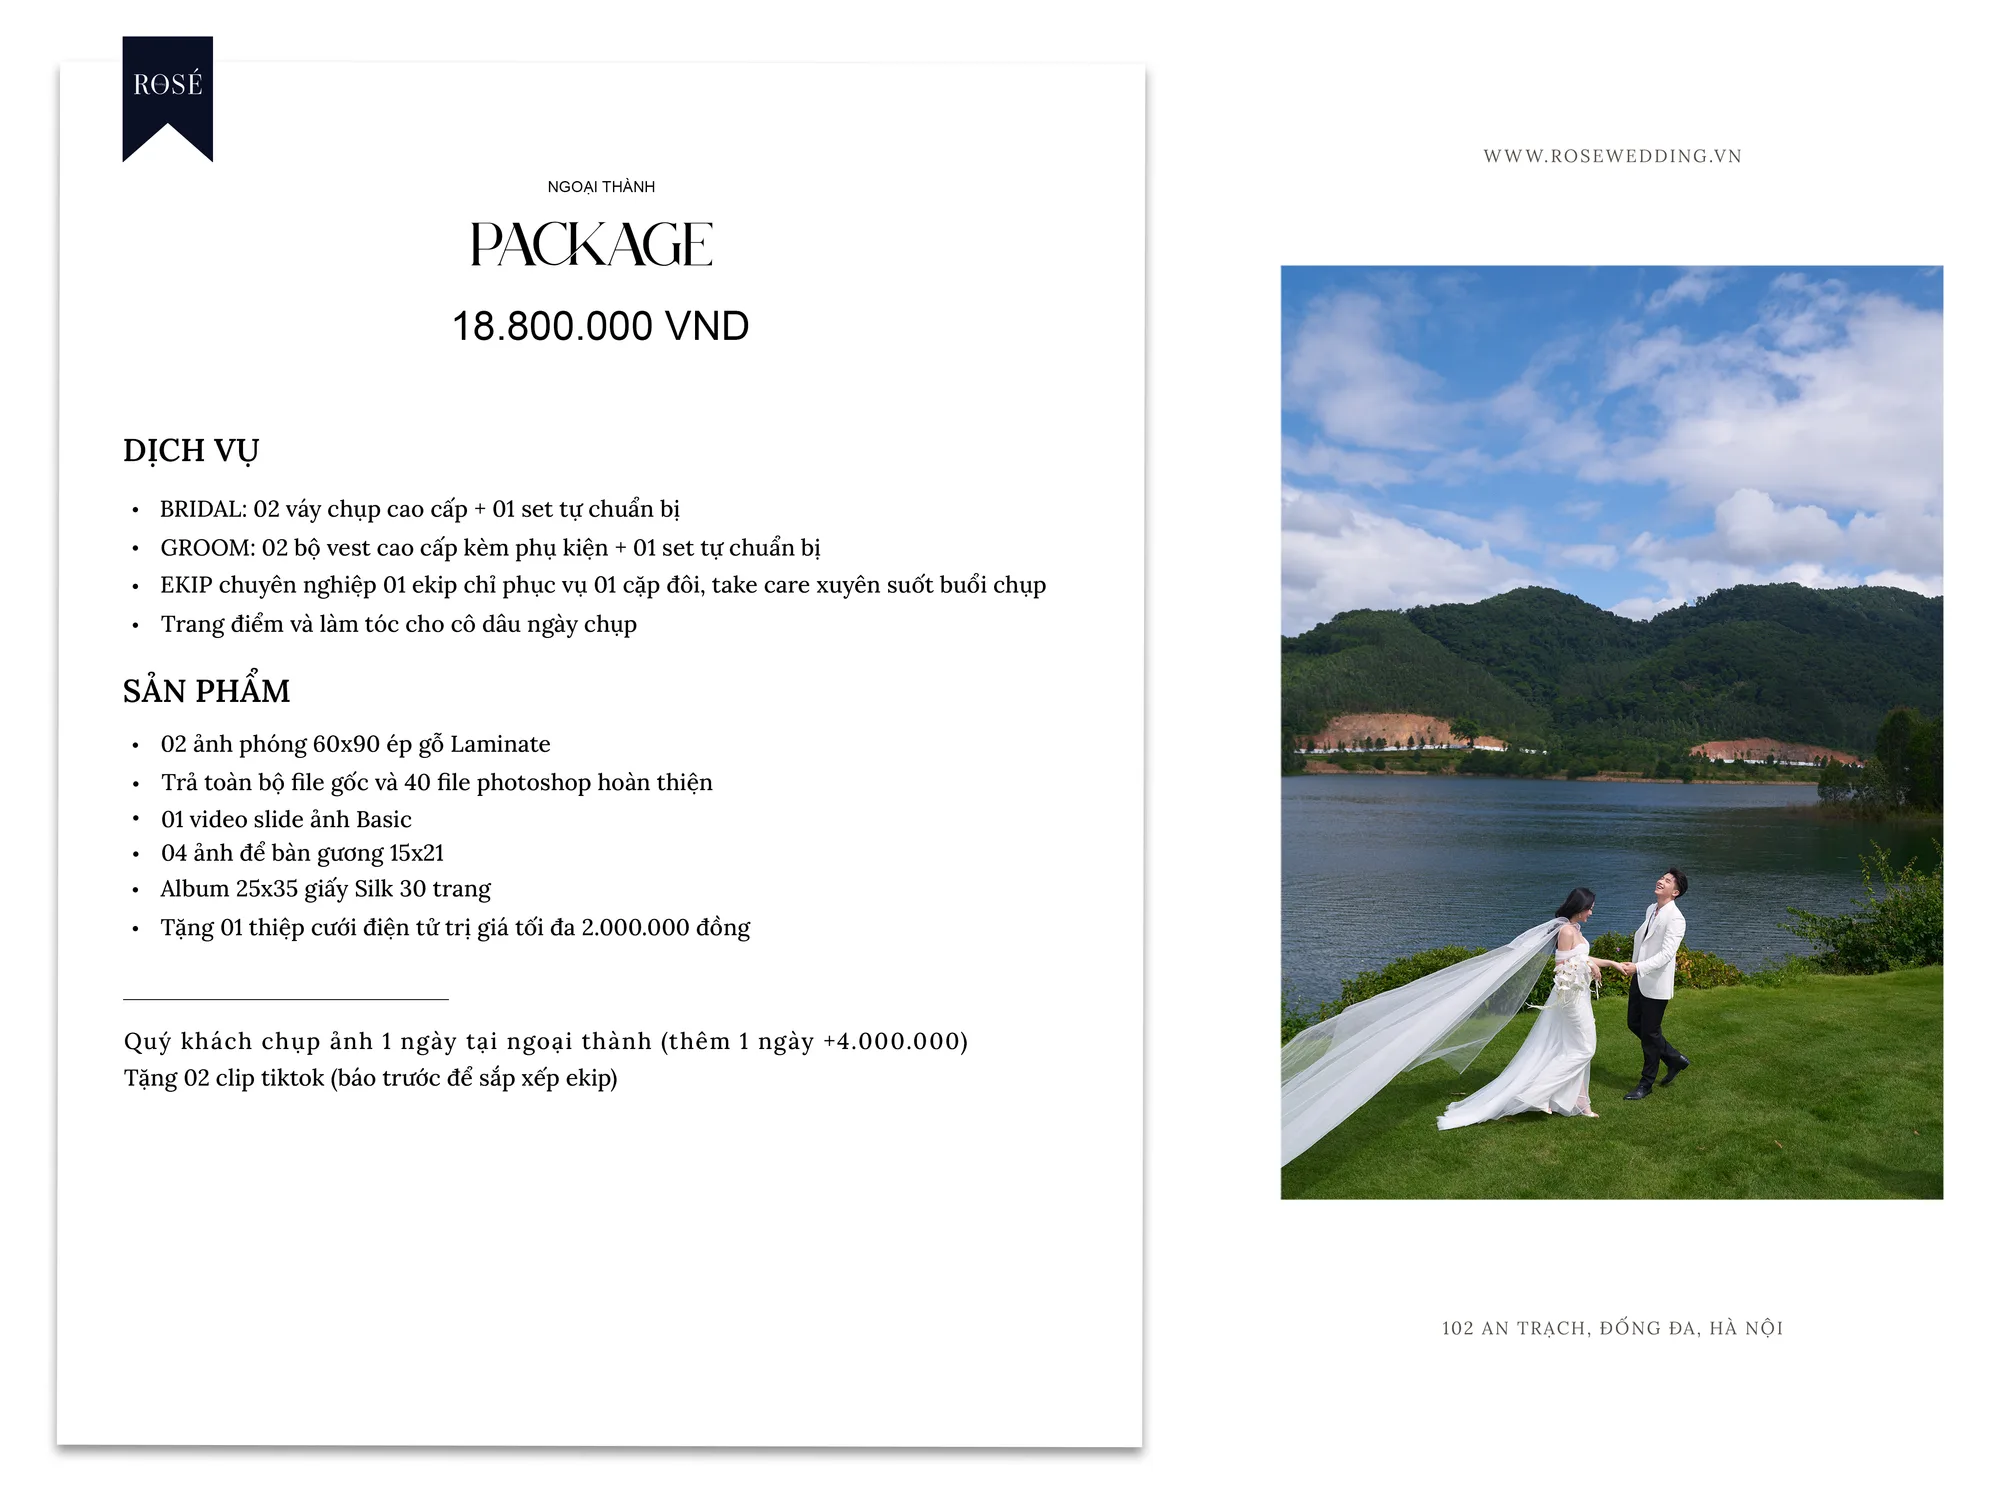 ROSÉ
NGOẠI THÀNH
PACKAGE
18.800.000 VND
DỊCH VỤ
• BRIDAL: 02 váy chụp cao cấp + 01 set tự chuẩn bị
• GROOM: 02 bộ vest cao cấp kèm phụ kiện + 01 set tự chuẩn bị
• EKIP chuyên nghiệp 01 ekip chỉ phục vụ 01 cặp đôi, take care xuyên suốt buổi chụp
• Trang điểm và làm tóc cho cô dâu ngày chụp
SẢN PHẨM
• 02 ảnh phóng 60x90 ép gỗ Laminate
• Trả toàn bộ file gốc và 40 file photoshop hoàn thiện
• 01 video slide ảnh Basic
• 04 ảnh để bàn gương 15x21
• Album 25x35 giấy Silk 30 trang
• Tặng 01 thiệp cưới điện tử trị giá tối đa 2.000.000 đồng
Quý khách chụp ảnh 1 ngày tại ngoại thành (thêm 1 ngày +4.000.000)
Tặng 02 clip tiktok (báo trước để sắp xếp ekip)
WWW.ROSEWEDDING.VN
102 AN TRẠCH, ĐỐNG ĐA, HÀ NỘI